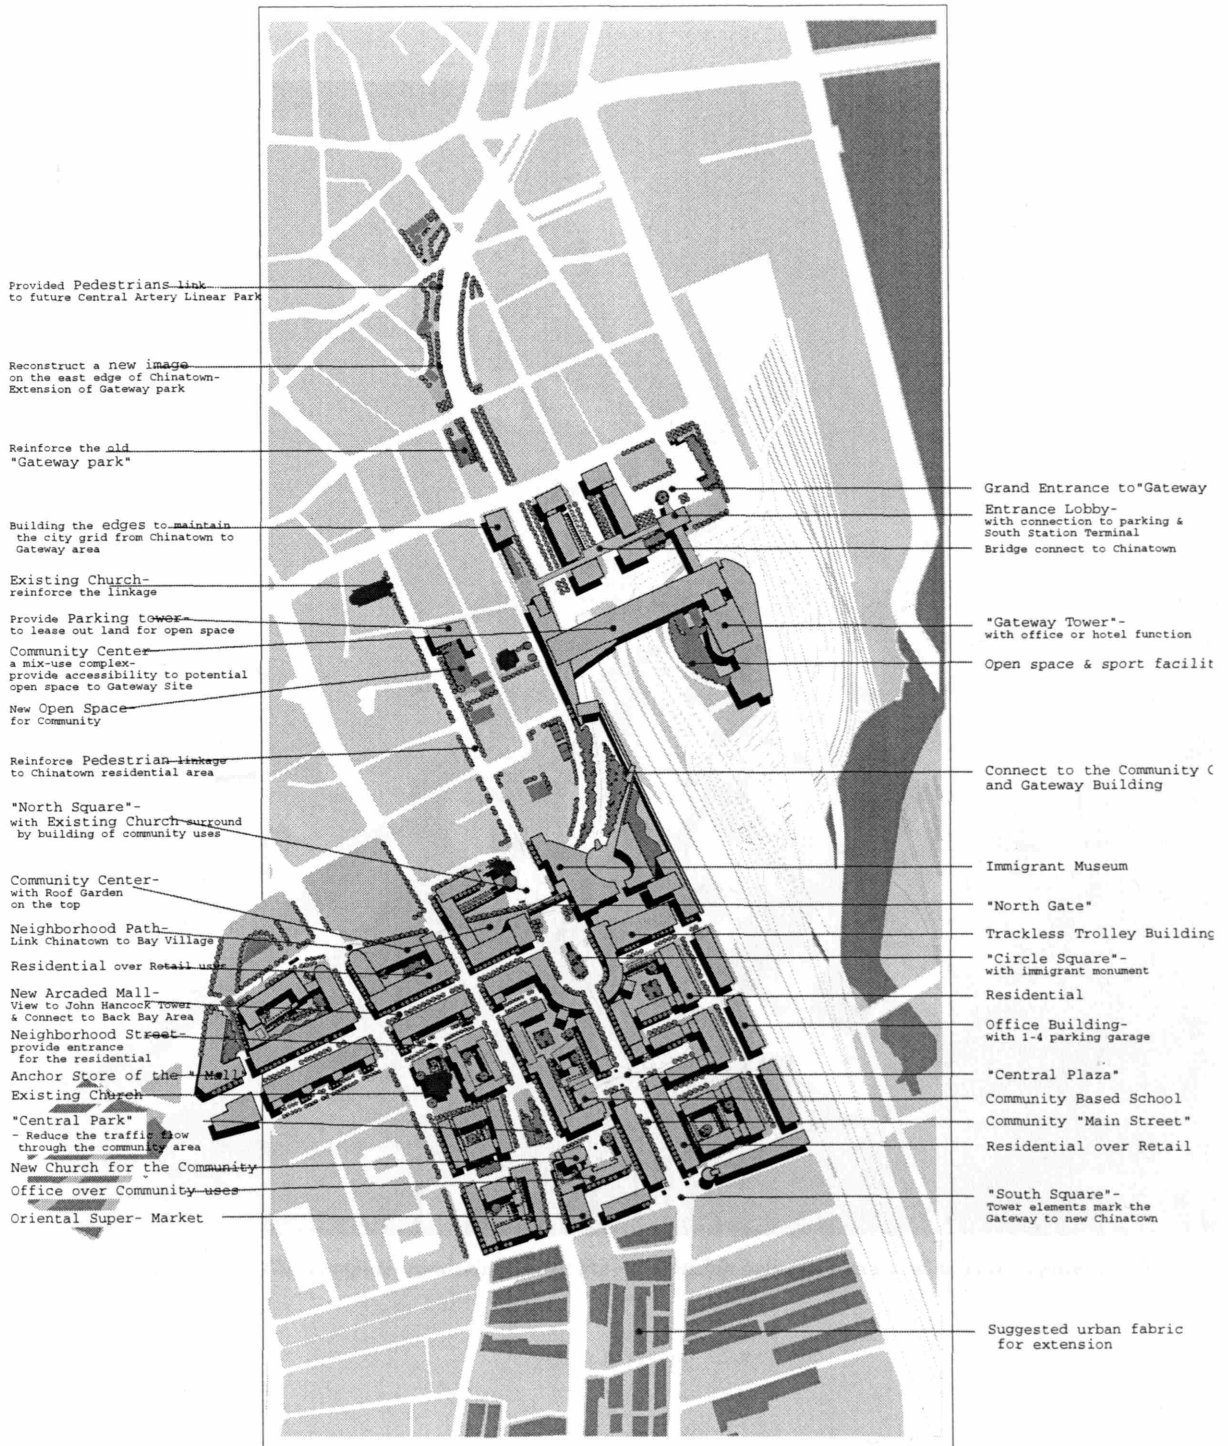 Provided Pedestrians link
to future Central Artery Linear Park
Reconstruct a new image
on the east edge of Chinatown-
Extension of Gateway park
Reinforce the old
"Gateway park"
Building the edges to maintain
the city grid from Chinatown to
Gateway area
Existing Church-
reinforce the linkage
Provide Parking tower-
to lease out land for open space
Community Center
a mix-use complex-
provide accessibility to potential
open space to Gateway Site
New Open Space-
for Community
Reinforce Pedestrian linkage
to Chinatown residential area
"North Square"-
with Existing Church surround
by building of community uses
Community Center-
with Roof Garden
on the top
Neighborhood Path-
Link Chinatown to Bay Village
Residential over Retail uses
New Arcaded Mall-
View to John Hancock Tower
& Connect to Back Bay Area
Neighborhood Street-
provide entrance
for the residential
Anchor Store of the "Mall"
Existing Church
"Central Park"
- Reduce the traffic flow
through the community area
New Church for the Community
Office over Community uses
Oriental Super- Market
Grand Entrance to"Gateway
Entrance Lobby-
with connection to parking &
South Station Terminal
Bridge connect to Chinatown
"Gateway Tower"-
with office or hotel function
Open space & sport facilit
Connect to the Community C
and Gateway Building
Immigrant Museum
"North Gate"
Trackless Trolley Building
"Circle Square"-
with immigrant monument
Residential
Office Building-
with 1-4 parking garage
"Central Plaza"
Community Based School
Community "Main Street"
Residential over Retail
"South Square"-
Tower elements mark the
Gateway to new Chinatown
Suggested urban fabric
for extension